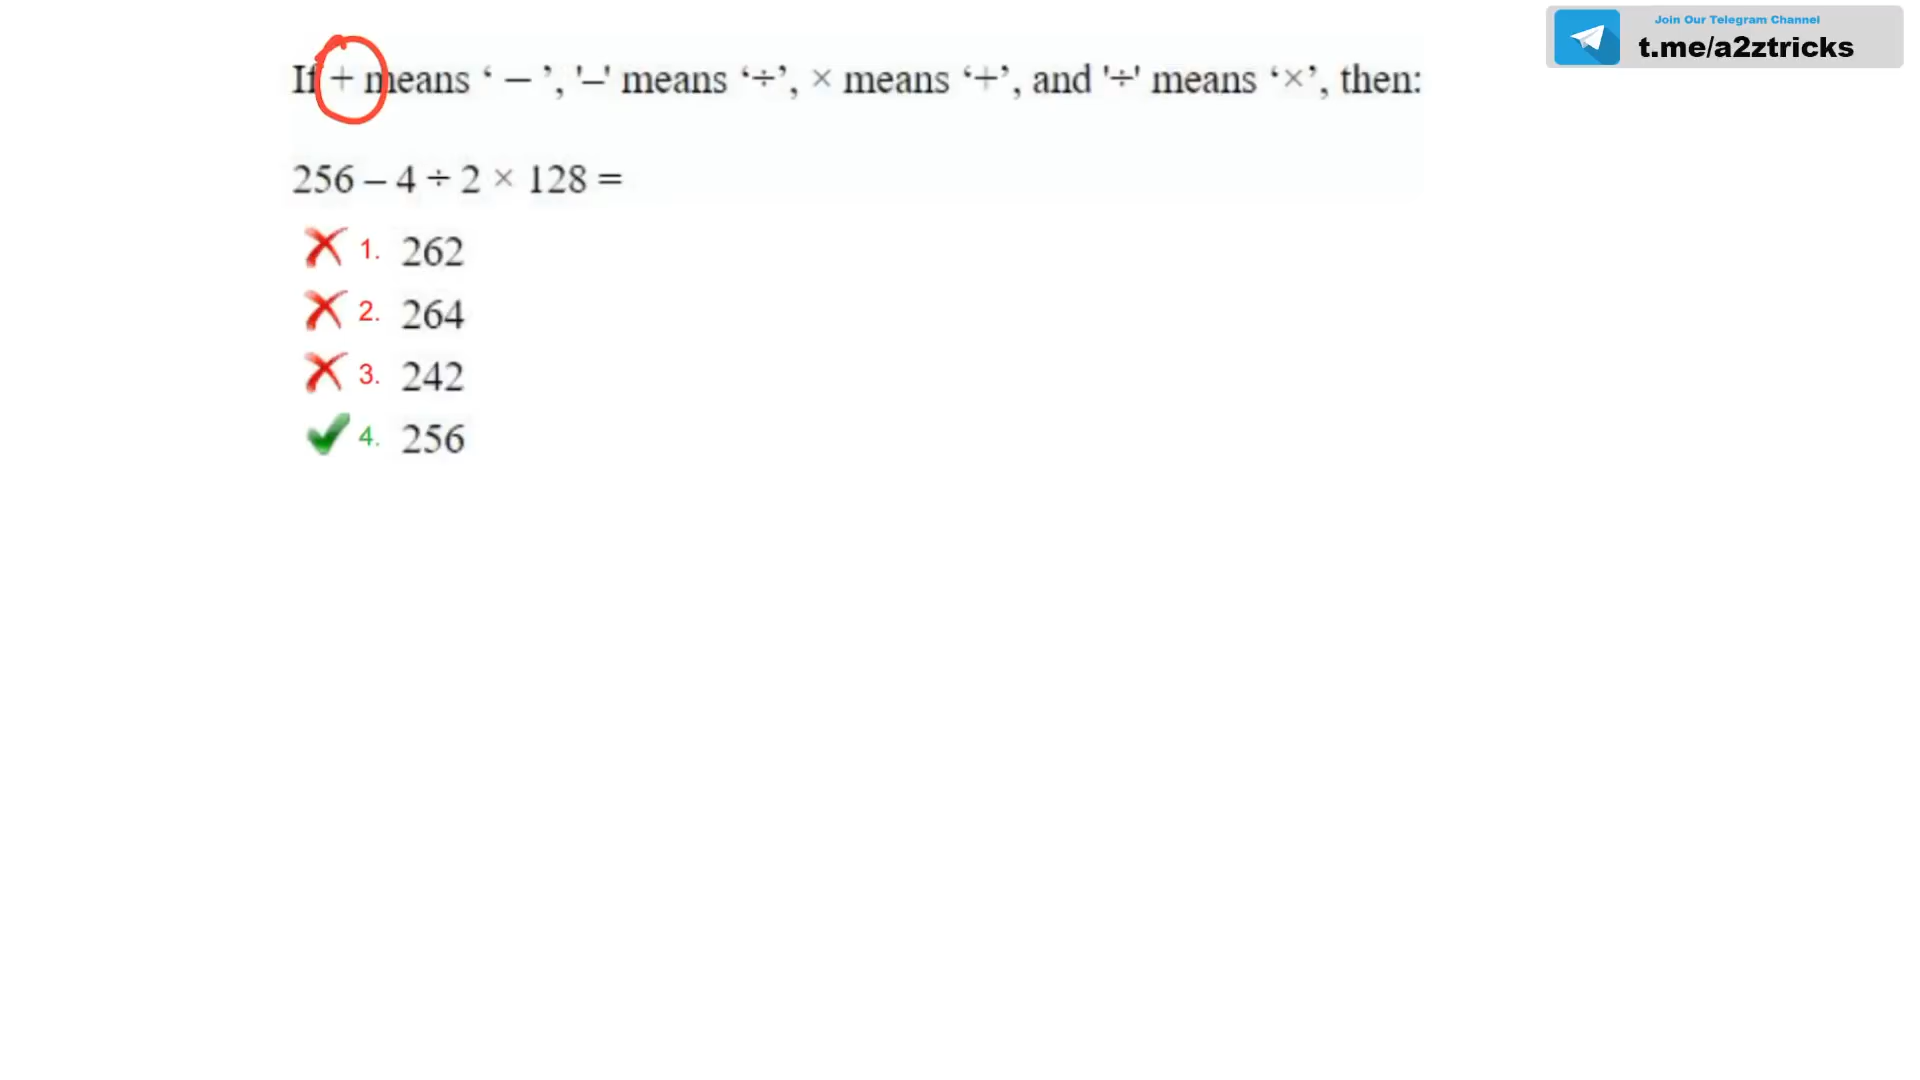 Join Our Telegram Channel
t.me/a2ztricks
If + means ‘ − ’, '–' means ‘÷’, × means ‘+’, and '÷' means ‘×’, then:
256 – 4 ÷ 2 × 128 =
1. 262
2. 264
3. 242
4. 256